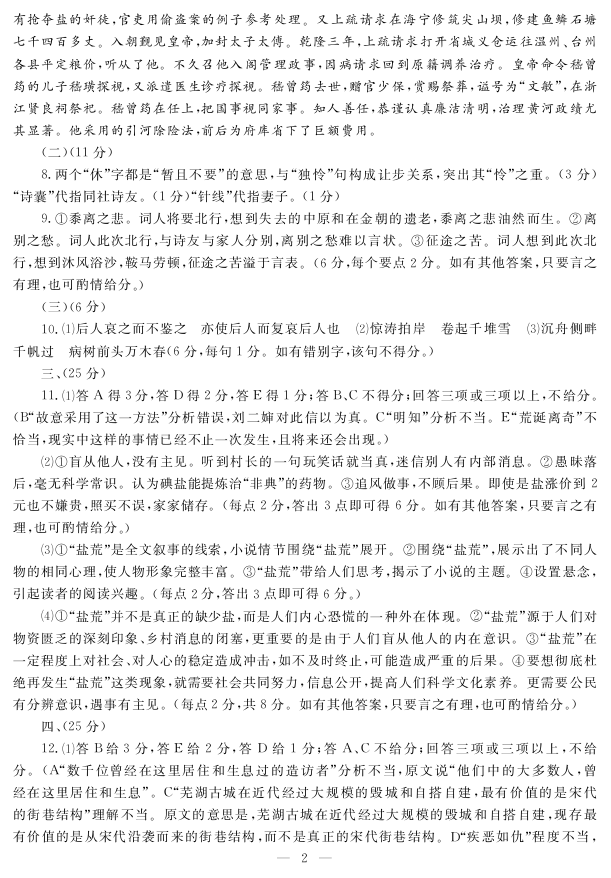 有抢夺盐的奸徒,官吏用偷盗案的例子参考处理。又上疏请求在海宁修筑尖山坝,修建鱼鳞石塘
七千四百多丈。入朝觐见皇帝,加封太子太傅。乾隆三年,上疏请求打开省城义仓运往温州、台州
各县平定粮价,听从了他。不久召他入阁管理政事,因病请求回到原籍调养治疗。皇帝命令嵇曾
筠的儿子嵇璜探视,又派遣医生诊疗探视。嵇曾筠去世,赠官少保,赏赐祭葬,谥号为“文敏”,在浙
江贤良祠祭祀。嵇曾筠在任上,把国事视同家事。知人善任,恭谨认真廉洁清明,治理黄河政绩尤
其显著。他采用的引河除险法,前后为府库省下了巨额费用。
(二)(11分)
8.两个“休”字都是“暂且不要”的意思,与“独怜”句构成让步关系,突出其“怜”之重。(3分)
“诗囊”代指同社诗友。(1分)“针线”代指妻子。(1分)
9.①黍离之悲。词人将要北行,想到失去的中原和在金朝的遗老,黍离之悲油然而生。②离
别之愁。词人此次北行,与诗友与家人分别,离别之愁难以言状。③征途之苦。词人想到此次北
行,想到沐风浴沙,鞍马劳顿,征途之苦溢于言表。(6分,每个要点2分。如有其他答案,只要言之
有理,也可酌情给分。)
(三)(6分)
10.⑴后人哀之而不鉴之 亦使后人而复哀后人也 ⑵惊涛拍岸 卷起千堆雪 ⑶沉舟侧畔
千帆过 病树前头万木春(6分,每句1分。如有错别字,该句不得分。)
三、(25分)
11.⑴答A得3分,答D得2分,答E得1分;答B、C不得分;回答三项或三项以上,不给分。
(B“故意采用了这一方法”分析错误,刘二婶对此信以为真。C“明知”分析不当。E“荒诞离奇”不
恰当,现实中这样的事情已经不止一次发生,且将来还会出现。)
⑵①盲从他人,没有主见。听到村长的一句玩笑话就当真,迷信别人有内部消息。②愚昧落
后,毫无科学常识。认为碘盐能提炼治“非典”的药物。③追风做事,不顾后果。即使是盐涨价到2
元也不嫌贵,照买不误,家家储存。(每点2分,答出3点即可得6分。如有其他答案,只要言之有
理,也可酌情给分。)
⑶①“盐荒”是全文叙事的线索,小说情节围绕“盐荒”展开。②围绕“盐荒”,展示出了不同人
物的相同心理,使人物形象完整丰富。③“盐荒”带给人们思考,揭示了小说的主题。④设置悬念,
引起读者的阅读兴趣。(每点2分,答出3点即可得6分。)
⑷①“盐荒”并不是真正的缺少盐,而是人们内心恐慌的一种外在体现。②“盐荒”源于人们对
物资匮乏的深刻印象、乡村消息的闭塞,更重要的是由于人们盲从他人的内在意识。③“盐荒”在
一定程度上对社会、对人心的稳定造成冲击,如不及时终止,可能造成严重的后果。④要想彻底杜
绝再发生“盐荒”这类现象,就需要社会共同努力,信息公开,提高人们科学文化素养。更需要公民
有分辨意识,遇事有主见。(每点2分,共8分。如有其他答案,只要言之有理,也可酌情给分。)
四、(25分)
12.⑴答B给3分,答E给2分,答D给1分;答A、C不给分;回答三项或三项以上,不给
分。(A“数千位曾经在这里居住和生息过的造访者”分析不当,原文说“他们中的大多数人,曾
经在这里居住和生息”。C“芜湖古城在近代经过大规模的毁城和自搭自建,最有价值的是宋代
的街巷结构”理解不当。原文的意思是,芜湖古城在近代经过大规模的毁城和自搭自建,现存最
有价值的是从宋代沿袭而来的街巷结构,而不是真正的宋代街巷结构。D“疾恶如仇”程度不当,
— 2 —